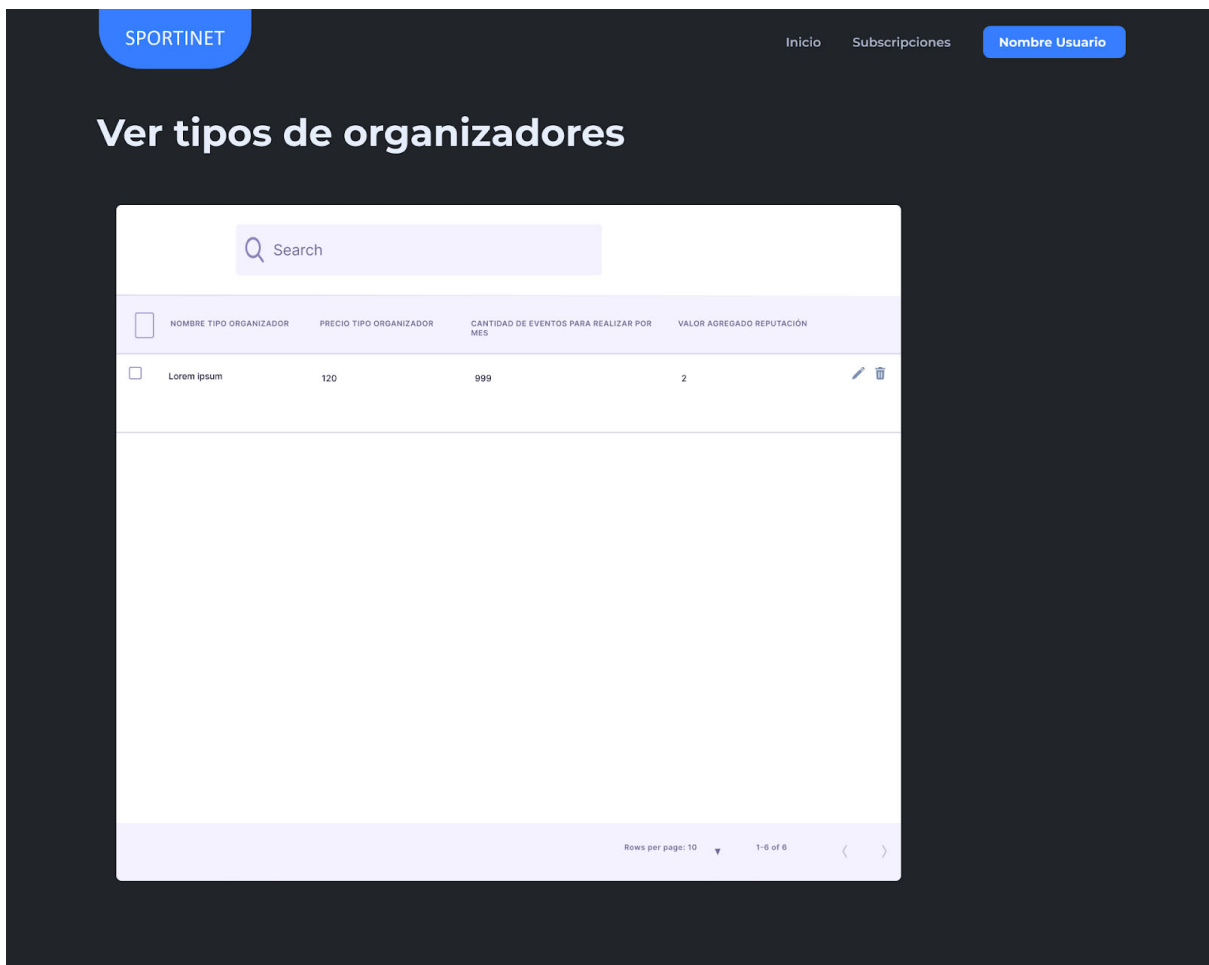 SPORTINET
Inicio Subscripciones Nombre Usuario
Ver tipos de organizadores
Search
NOMBRE TIPO ORGANIZADOR PRECIO TIPO ORGANIZADOR CANTIDAD DE EVENTOS PARA REALIZAR POR MES VALOR AGREGADO REPUTACIÓN
Lorem ipsum 120 999 2
Rows per page: 10 1-6 of 6